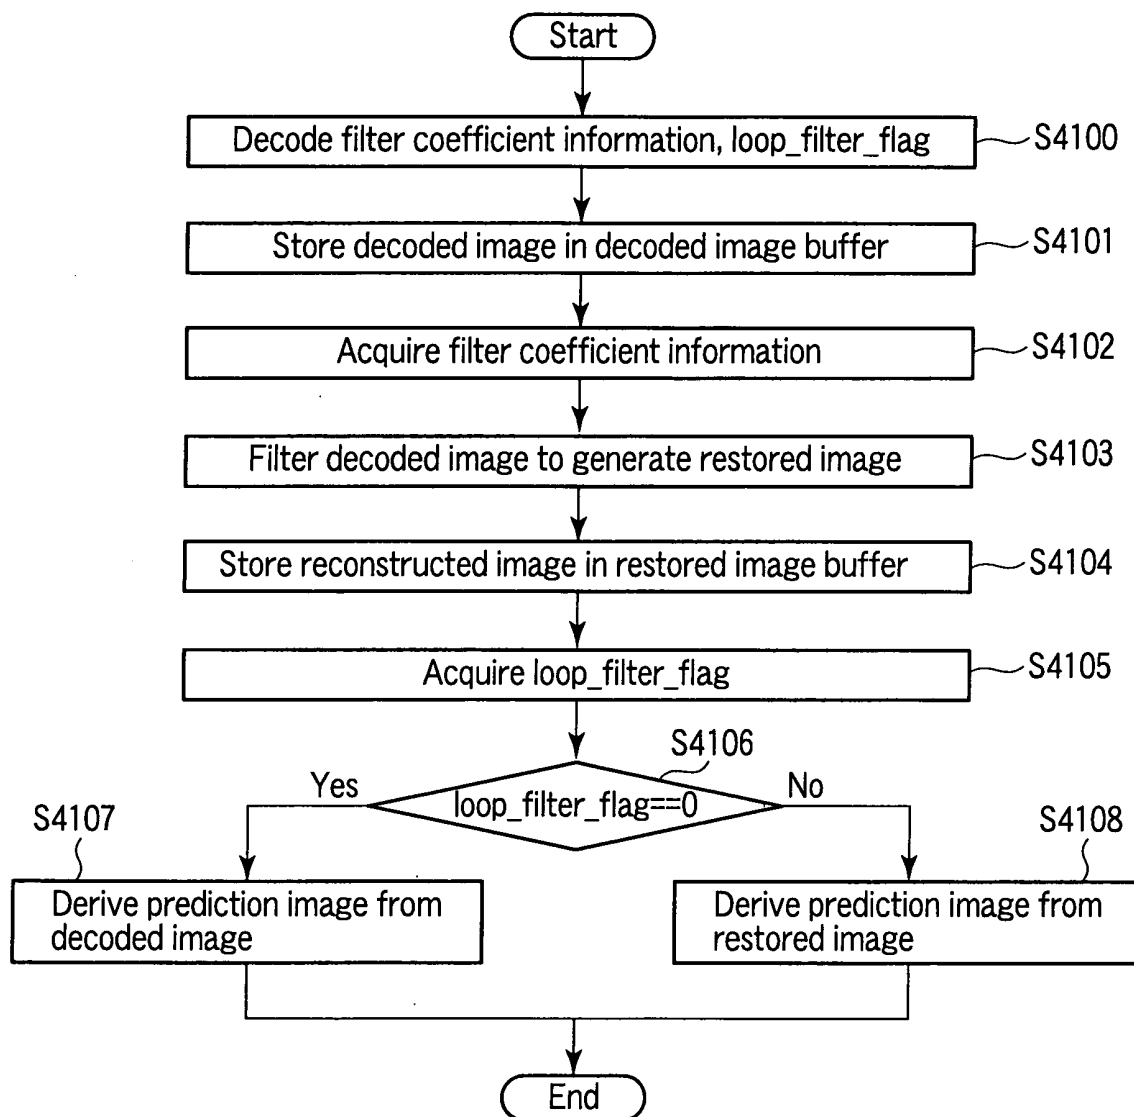 Start
Decode filter coefficient information, loop_filter_flag
S4100
Store decoded image in decoded image buffer
S4101
Acquire filter coefficient information
S4102
Filter decoded image to generate restored image
S4103
Store reconstructed image in restored image buffer
S4104
Acquire loop_filter_flag
S4105
S4106
Yes
loop_filter_flag==0
No
S4107
S4108
Derive prediction image from
decoded image
Derive prediction image from
restored image
End